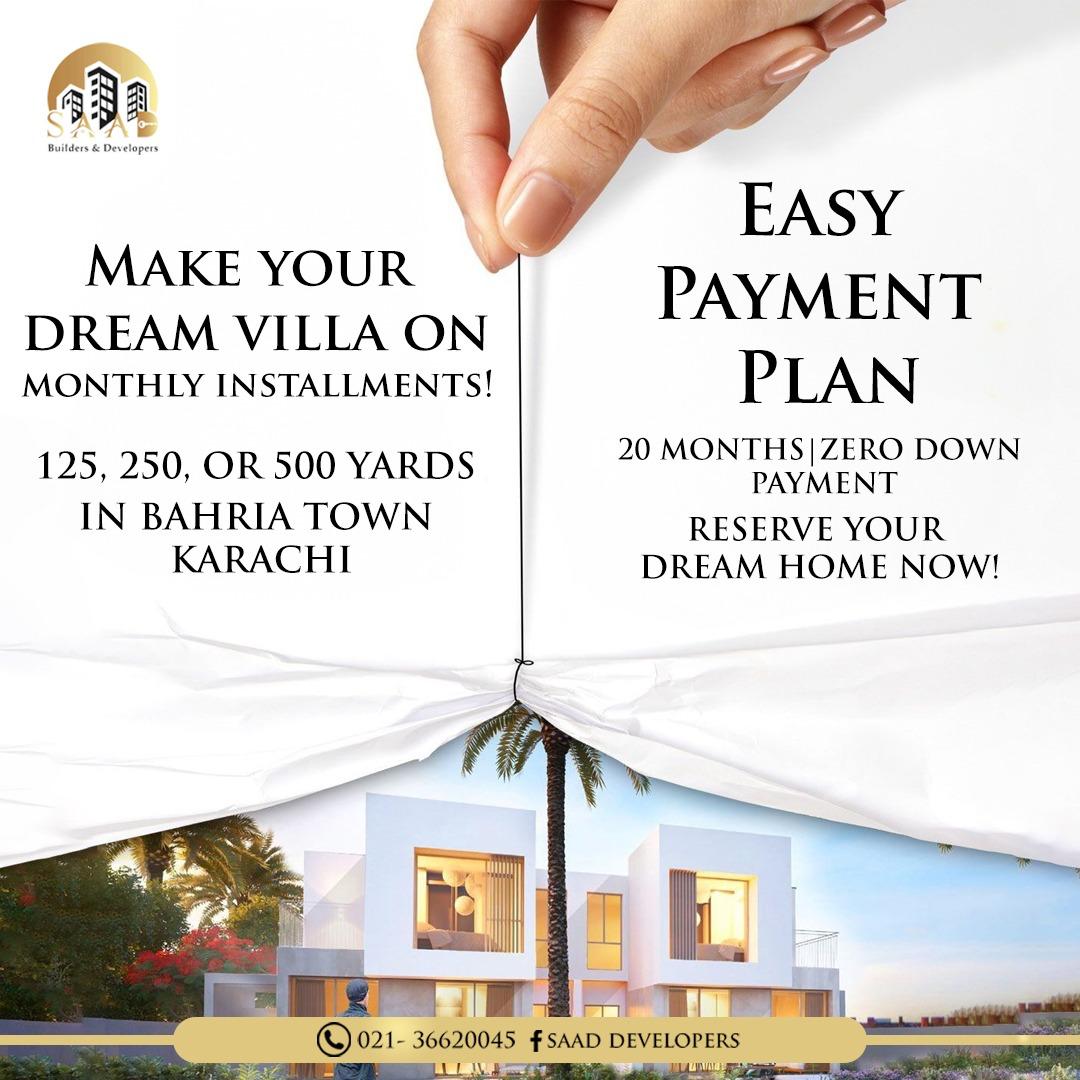 SAAD
Builders & Developers
MAKE YOUR
DREAM VILLA ON
MONTHLY INSTALLMENTS!
125, 250, OR 500 YARDS
IN BAHRIA TOWN
KARACHI
EASY
PAYMENT
PLAN
20 MONTHS|ZERO DOWN
PAYMENT
RESERVE YOUR
DREAM HOME NOW!
021- 36620045 SAAD DEVELOPERS